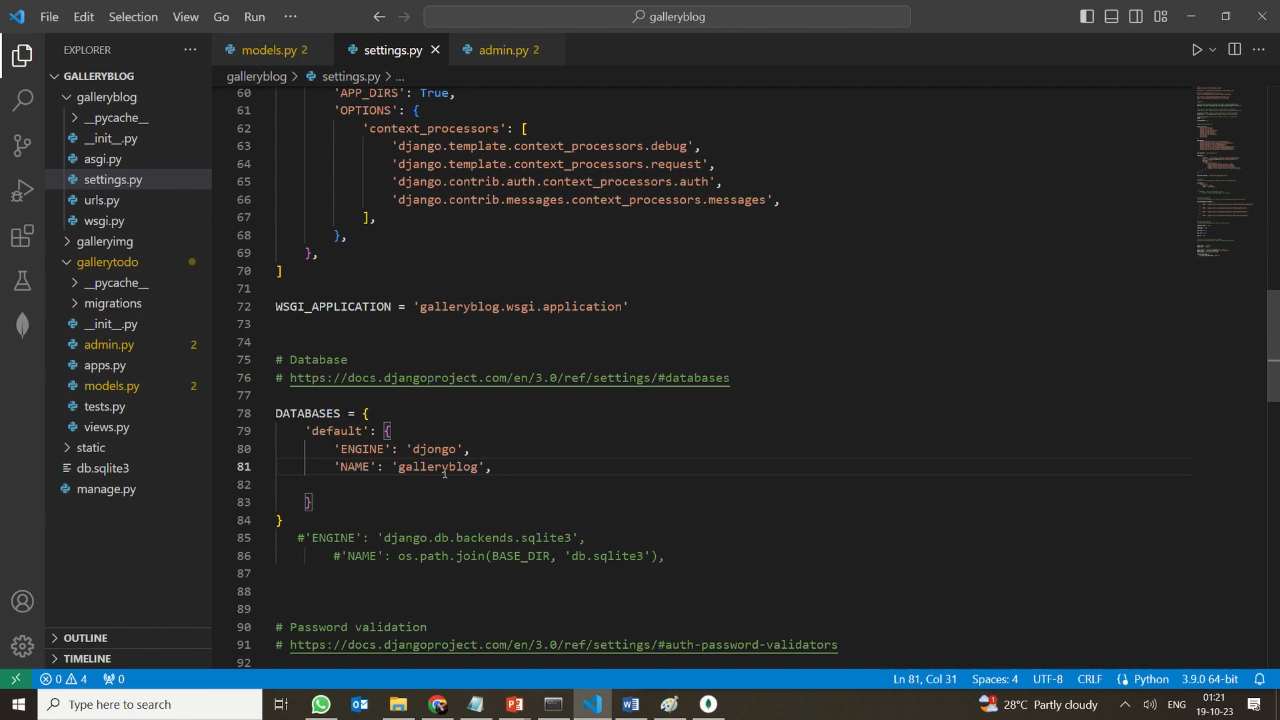 File Edit Selection View Go Run ··· galleryblog
EXPLORER ···
GALLERYBLOG
galleryblog
__pycache__
__init__.py
asgi.py
settings.py
urls.py
wsgi.py
galleryimg
gallerytodo
__pycache__
migrations
__init__.py
admin.py 2
apps.py
models.py 2
tests.py
views.py
static
db.sqlite3
manage.py
OUTLINE
TIMELINE
models.py 2 settings.py admin.py 2
galleryblog > settings.py > ...
60 'APP_DIRS': True,
61 'OPTIONS': {
62 'context_processors': [
63 'django.template.context_processors.debug',
64 'django.template.context_processors.request',
65 'django.contrib.auth.context_processors.auth',
66 'django.contrib.messages.context_processors.messages',
67 ],
68 },
69 },
70 ]
71
72 WSGI_APPLICATION = 'galleryblog.wsgi.application'
73
74
75 # Database
76 # https://docs.djangoproject.com/en/3.0/ref/settings/#databases
77
78 DATABASES = {
79 'default': {
80 'ENGINE': 'djongo',
81 'NAME': 'galleryblog',
82
83 }
84 }
85 #'ENGINE': 'django.db.backends.sqlite3',
86 #'NAME': os.path.join(BASE_DIR, 'db.sqlite3'),
87
88
89
90 # Password validation
91 # https://docs.djangoproject.com/en/3.0/ref/settings/#auth-password-validators
92
0 4 0 Ln 81, Col 31 Spaces: 4 UTF-8 CRLF Python 3.9.0 64-bit
Type here to search 28°C Partly cloudy ENG 01:21 19-10-23